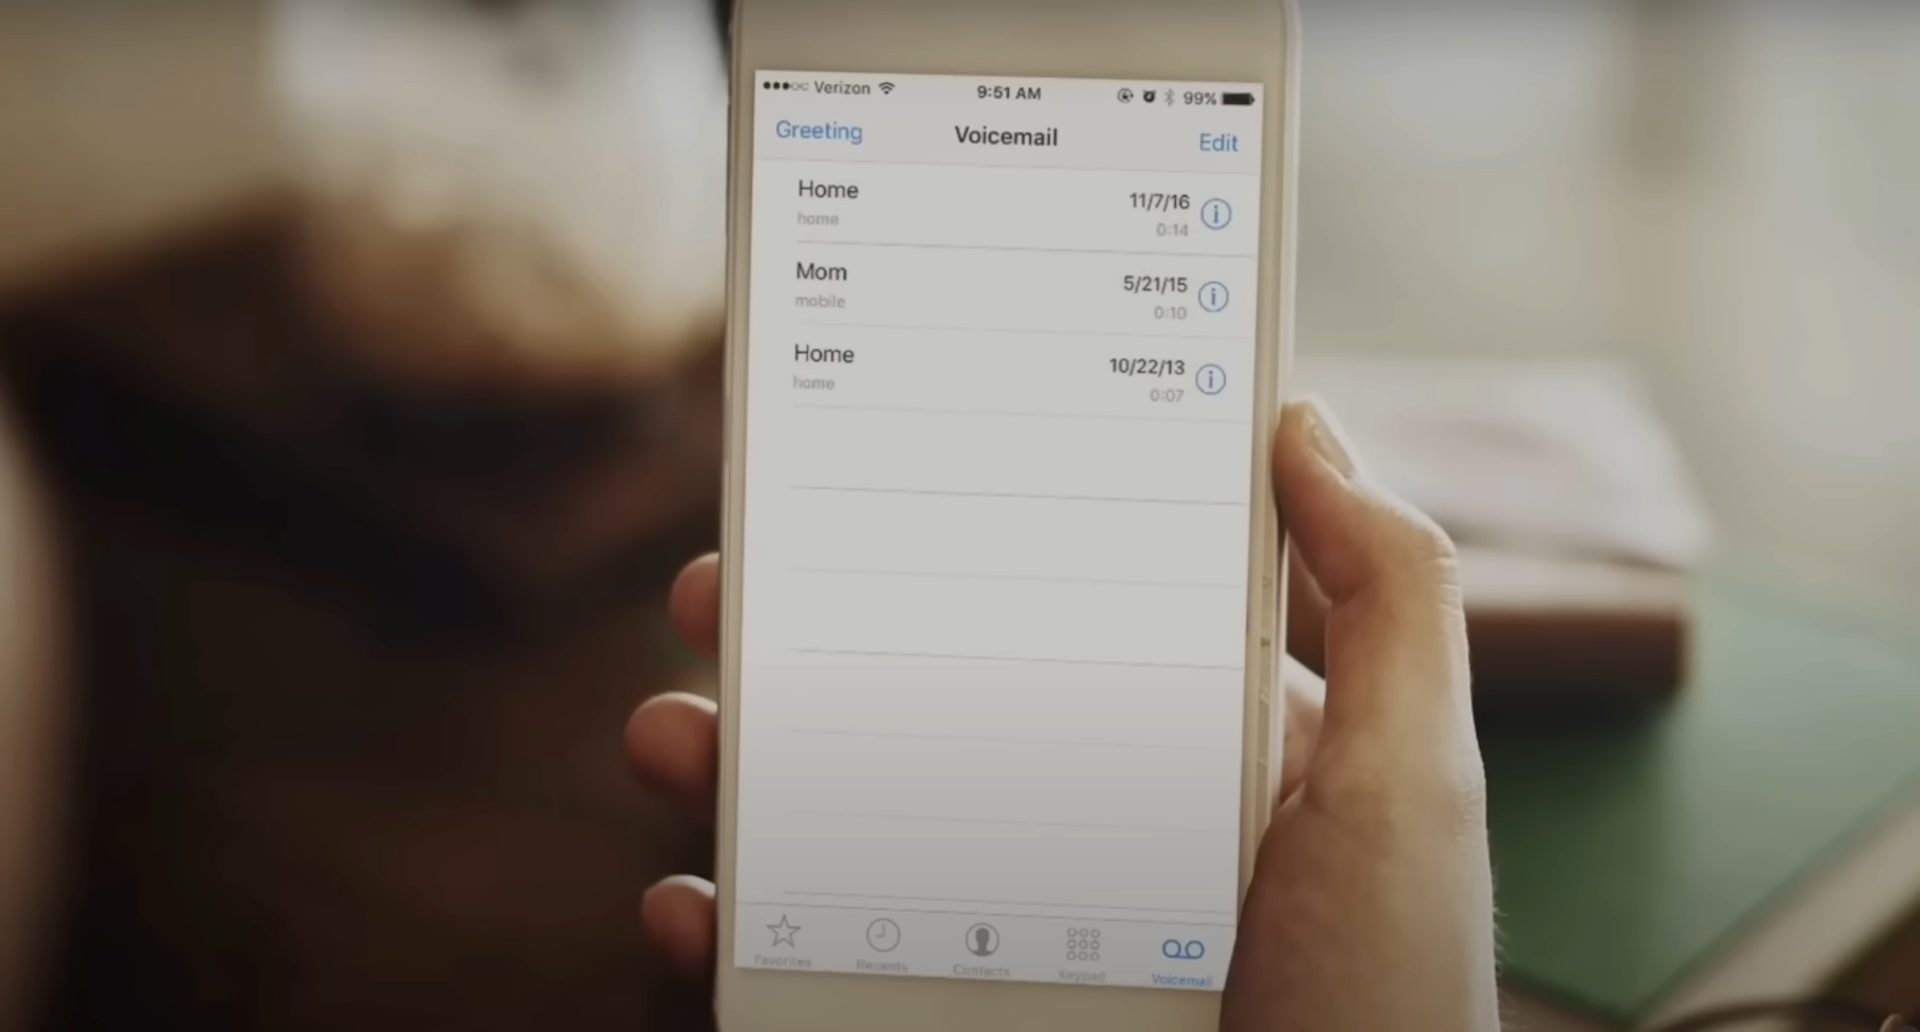 Verizon 9:51 AM 99%
Greeting Voicemail Edit
Home 11/7/16
home 0:14
Mom 5/21/15
mobile 0:10
Home 10/22/13
home 0:07
Favorites Recents Contacts Keypad Voicemail